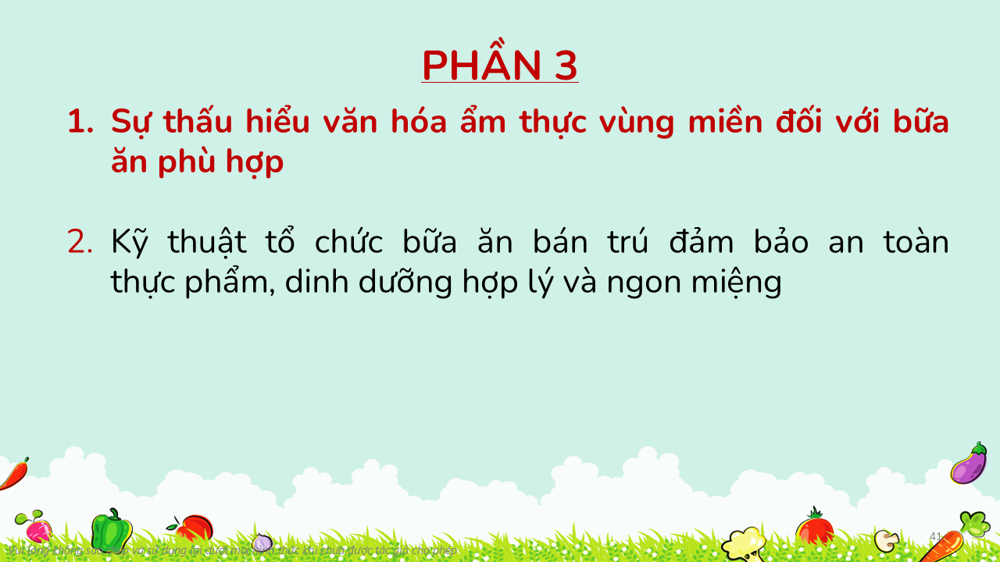 PHẦN 3
1. Sự thấu hiểu văn hóa ẩm thực vùng miền đối với bữa
ăn phù hợp
2. Kỹ thuật tổ chức bữa ăn bán trú đảm bảo an toàn
thực phẩm, dinh dưỡng hợp lý và ngon miệng
41
Vui lòng không sao chép và sử dụng lại dưới mọi hình thức khi chưa được tác giả cho phép